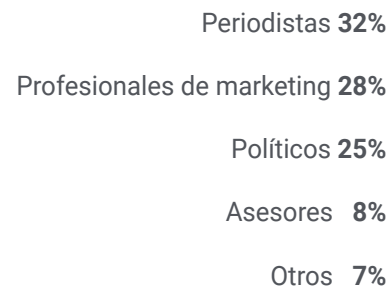 Periodistas 32%
Profesionales de marketing 28%
Políticos 25%
Asesores 8%
Otros 7%